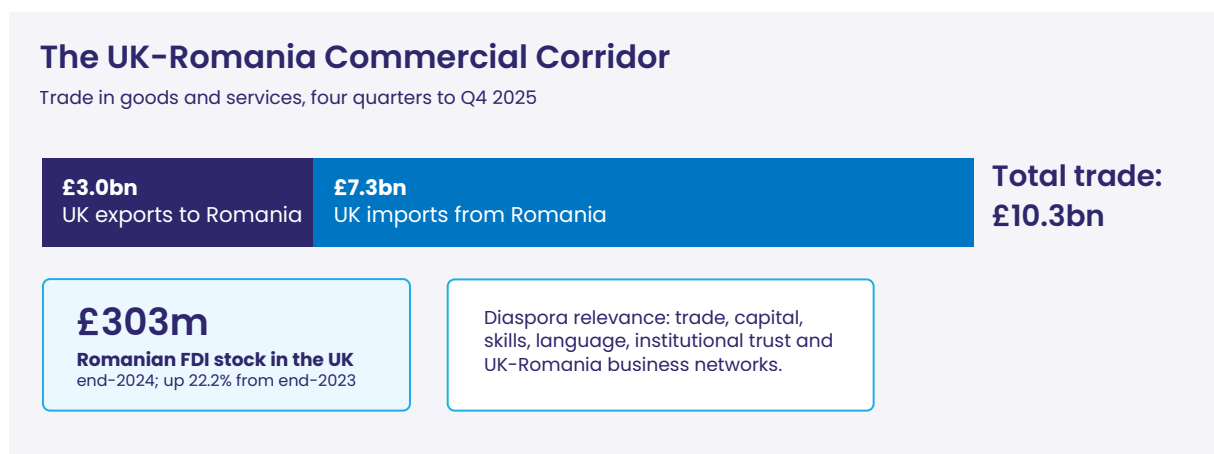 The UK-Romania Commercial Corridor
Trade in goods and services, four quarters to Q4 2025
£3.0bn
UK exports to Romania
£7.3bn
UK imports from Romania
Total trade:
£10.3bn
£303m
Romanian FDI stock in the UK
end-2024; up 22.2% from end-2023
Diaspora relevance: trade, capital,
skills, language, institutional trust and
UK-Romania business networks.